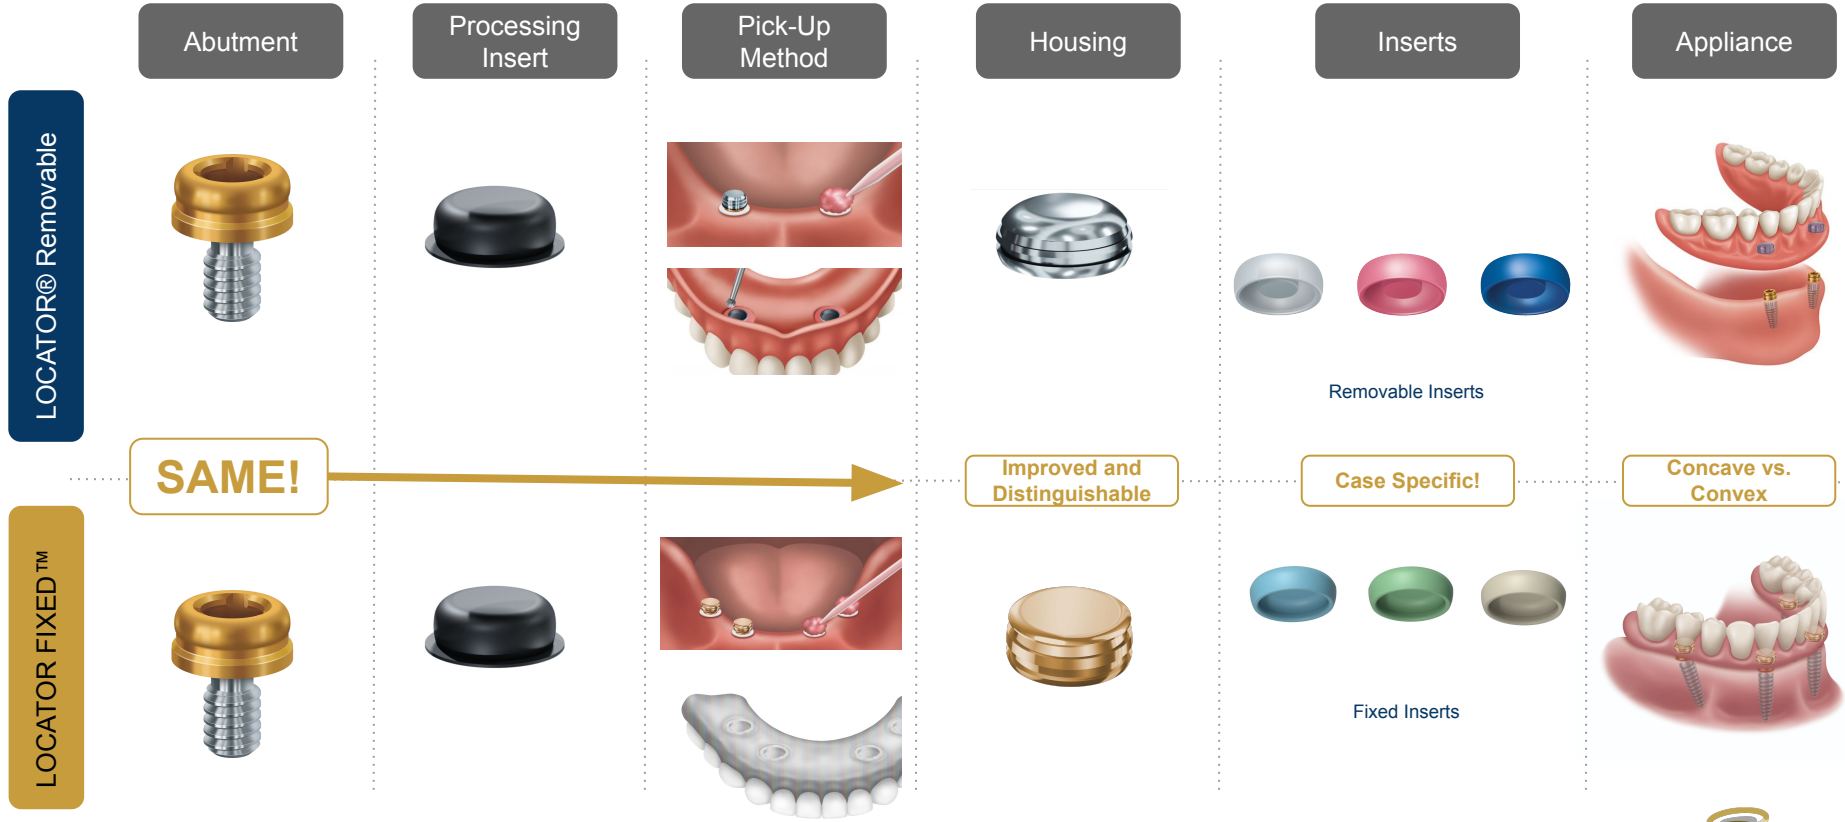 Abutment
Processing
Insert
Pick-Up
Method
Housing
Inserts
Appliance
LOCATOR® Removable
Removable Inserts
SAME!
Improved and
Distinguishable
Case Specific!
Concave vs.
Convex
LOCATOR FIXED™
Fixed Inserts